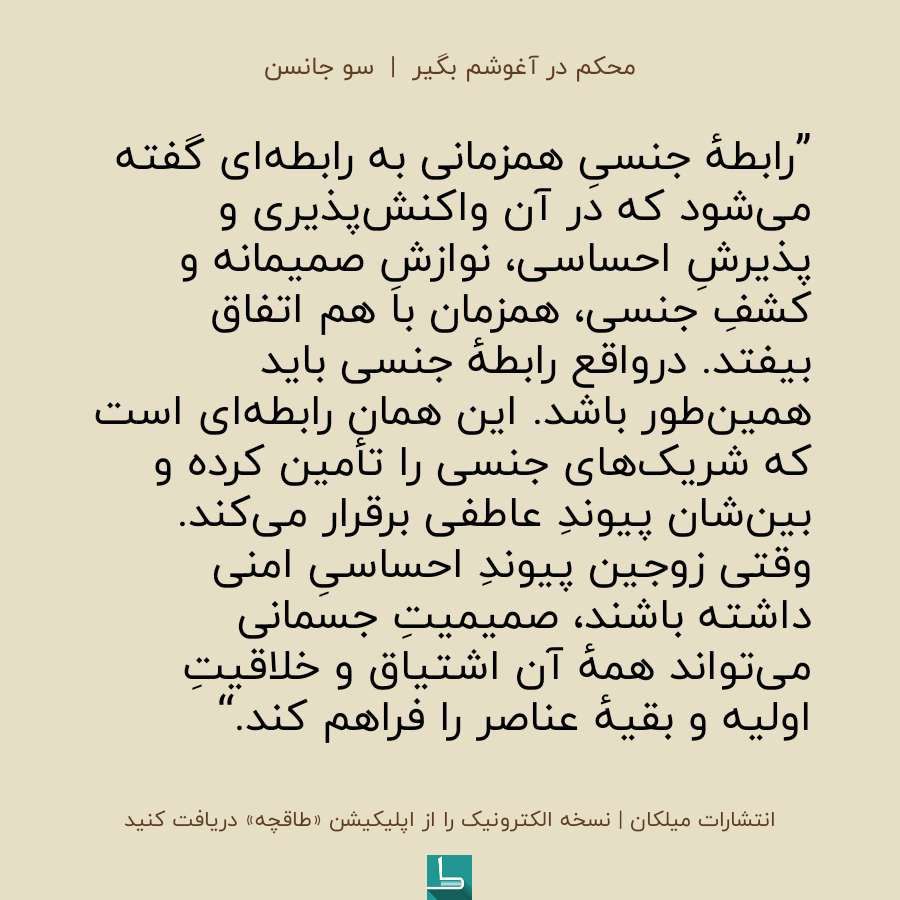 محکم در آغوشم بگیر | سو جانسن
”رابطهٔ جنسیِ همزمانی به رابطه‌ای گفته
می‌شود که در آن واکنش‌پذیری و
پذیرشِ احساسی، نوازشِ صمیمانه و
کشفِ جنسی، همزمان با هم اتفاق
بیفتد. درواقع رابطهٔ جنسی باید
همین‌طور باشد. این همان رابطه‌ای است
که شریک‌های جنسی را تأمین کرده و
بین‌شان پیوندِ عاطفی برقرار می‌کند.
وقتی زوجین پیوندِ احساسیِ امنی
داشته باشند، صمیمیتِ جسمانی
می‌تواند همهٔ آن اشتیاق و خلاقیتِ
اولیه و بقیهٔ عناصر را فراهم کند.“
انتشارات میلکان | نسخه الکترونیک را از اپلیکیشن «طاقچه» دریافت کنید